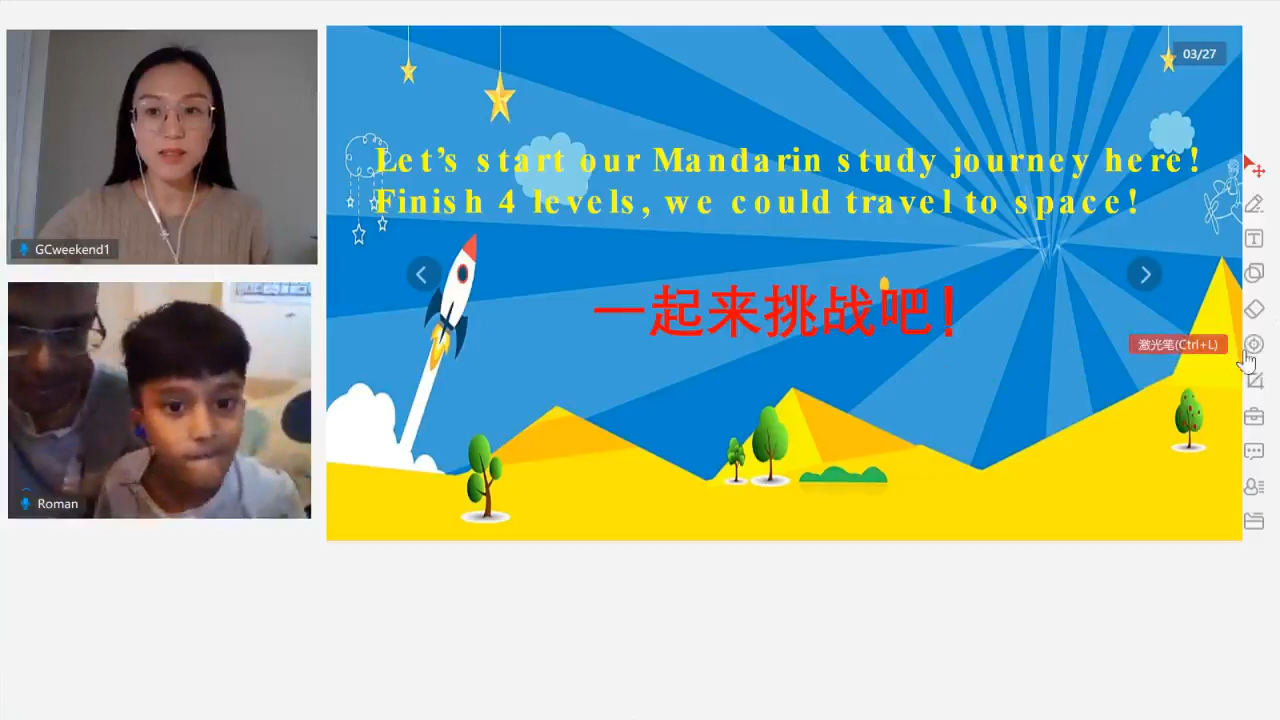 03/27
Let's start our Mandarin study journey here!
Finish 4 levels, we could travel to space!
一起来挑战吧!
激光笔(Ctrl+L)
GCweekend1
Roman